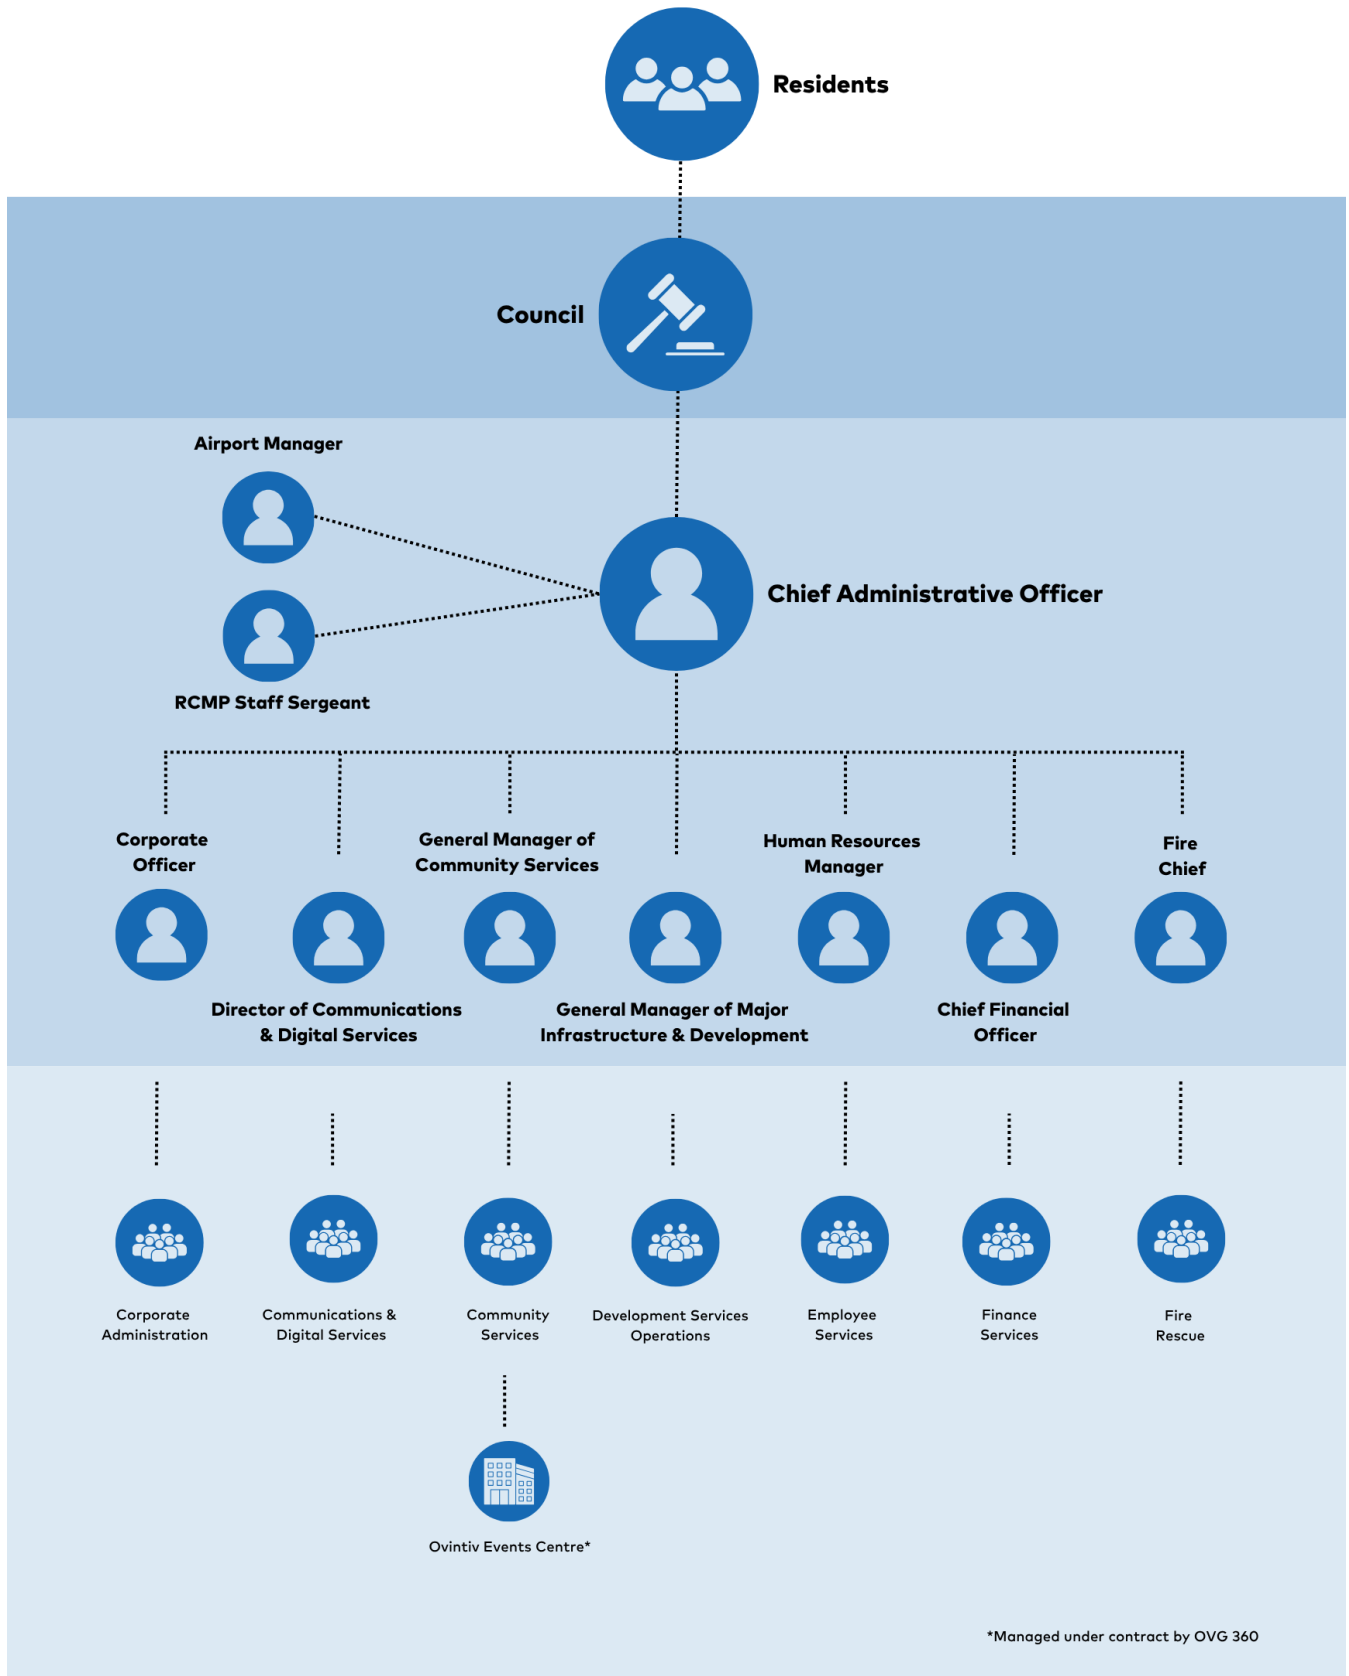 Residents
Council
Airport Manager
Chief Administrative Officer
RCMP Staff Sergeant
Corporate
Officer
General Manager of
Community Services
Human Resources
Manager
Fire
Chief
Director of Communications
& Digital Services
General Manager of Major
Infrastructure & Development
Chief Financial
Officer
Corporate
Administration
Communications &
Digital Services
Community
Services
Development Services
Operations
Employee
Services
Finance
Services
Fire
Rescue
Ovintiv Events Centre*
*Managed under contract by OVG 360